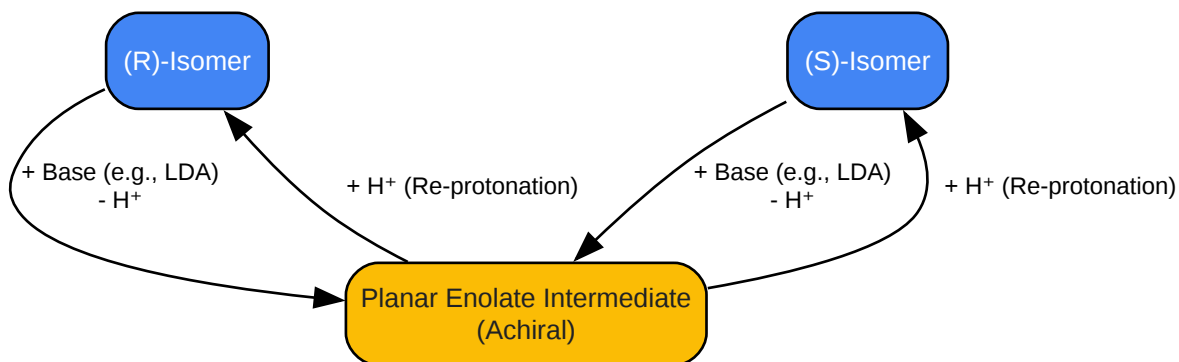 (R)-Isomer
(S)-Isomer
+ Base (e.g., LDA)
- H⁺
+ H⁺ (Re-protonation)
+ Base (e.g., LDA)
- H⁺
+ H⁺ (Re-protonation)
Planar Enolate Intermediate
(Achiral)